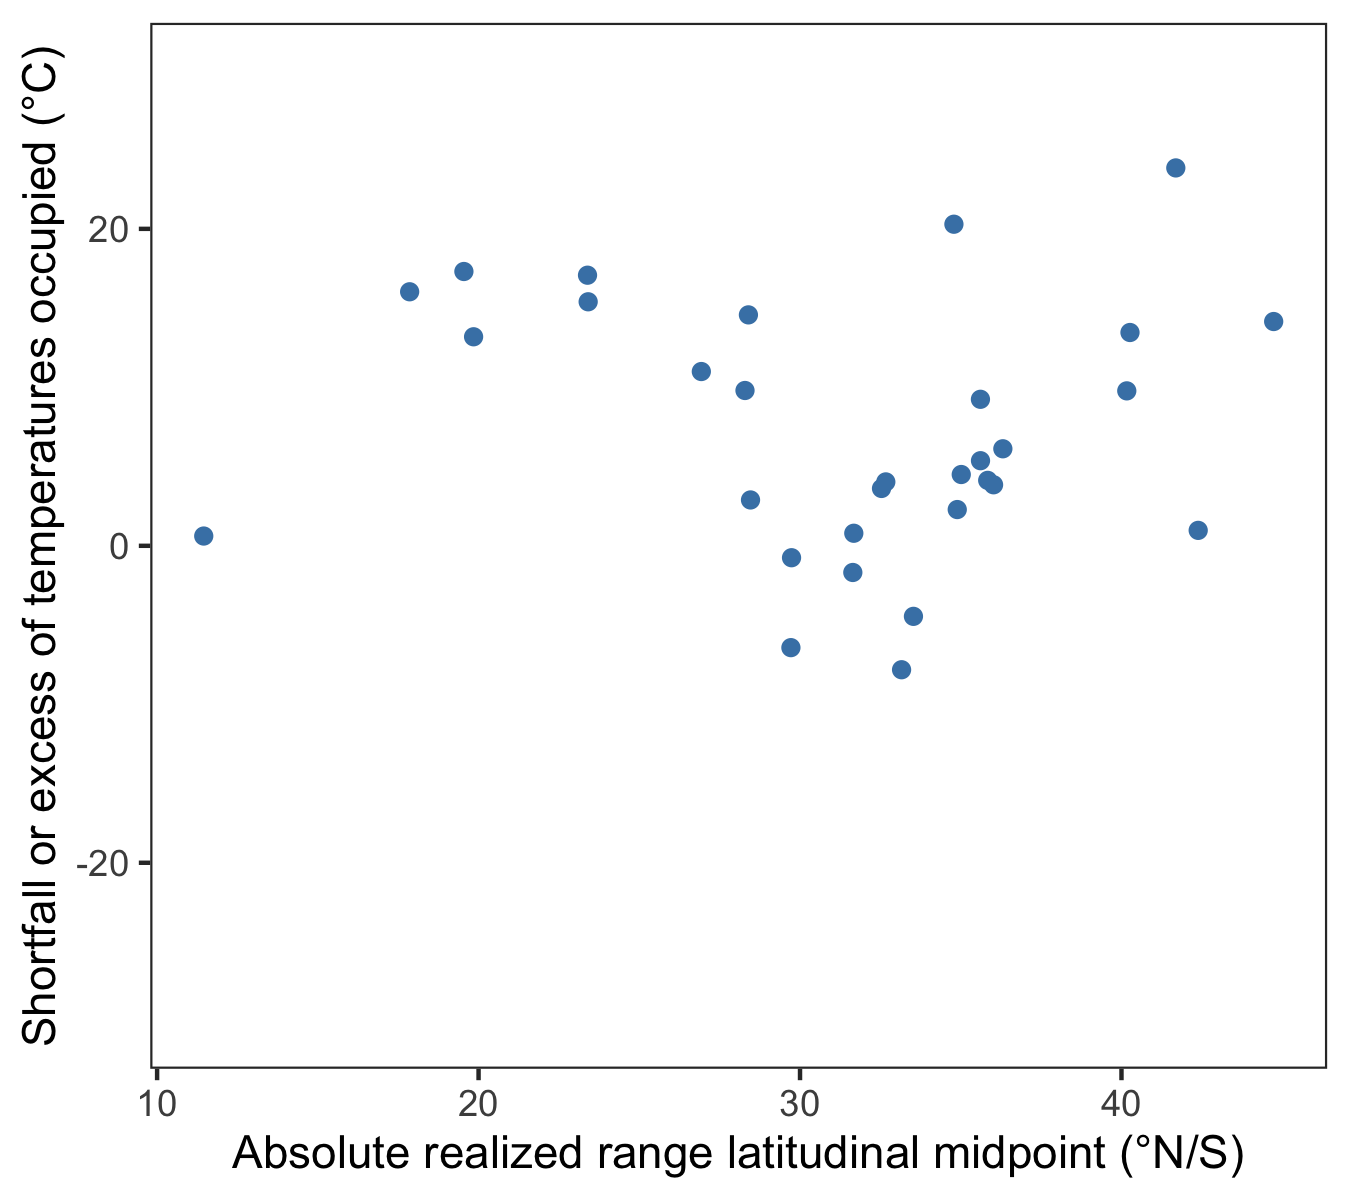 Shortfall or excess of temperatures occupied (°C)
20
0
-20
10 20 30 40
Absolute realized range latitudinal midpoint (°N/S)